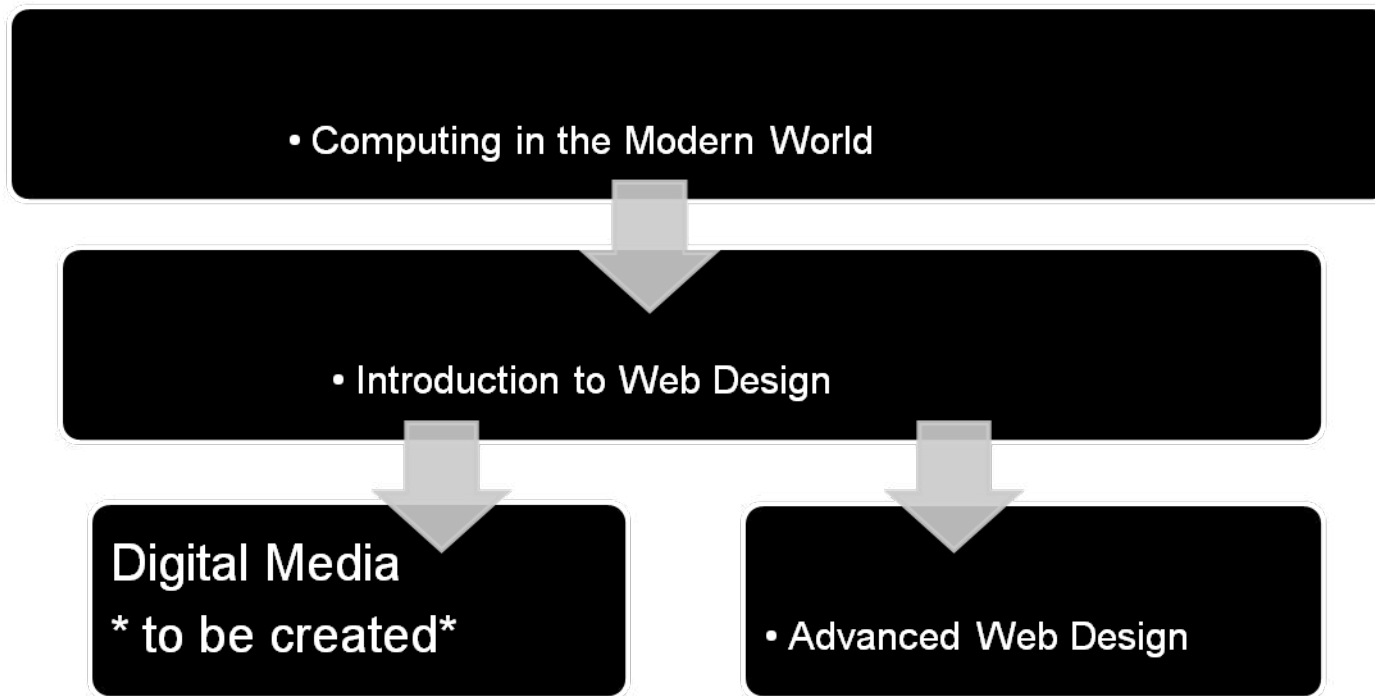 • Computing in the Modern World
• Introduction to Web Design
Digital Media
* to be created*
• Advanced Web Design